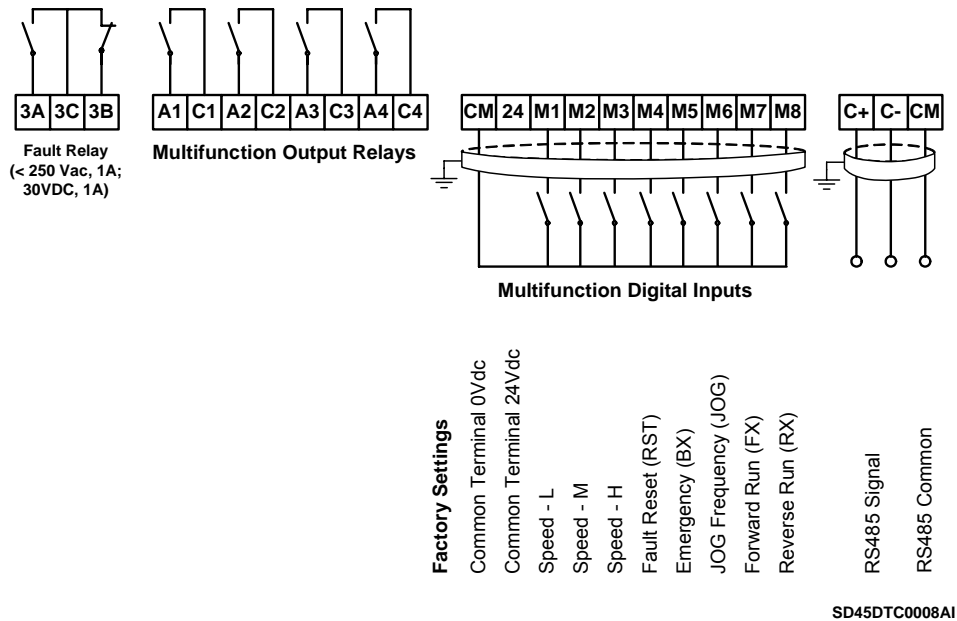 3A 3C 3B
A1 C1 A2 C2 A3 C3 A4 C4
CM 24 M1 M2 M3 M4 M5 M6 M7 M8
C+ C- CM
Fault Relay
(< 250 Vac, 1A;
30VDC, 1A)
Multifunction Output Relays
Multifunction Digital Inputs
Factory Settings
Common Terminal 0Vdc
Common Terminal 24Vdc
Speed - L
Speed - M
Speed - H
Fault Reset (RST)
Emergency (BX)
JOG Frequency (JOG)
Forward Run (FX)
Reverse Run (RX)
RS485 Signal
RS485 Common
SD45DTC0008AI